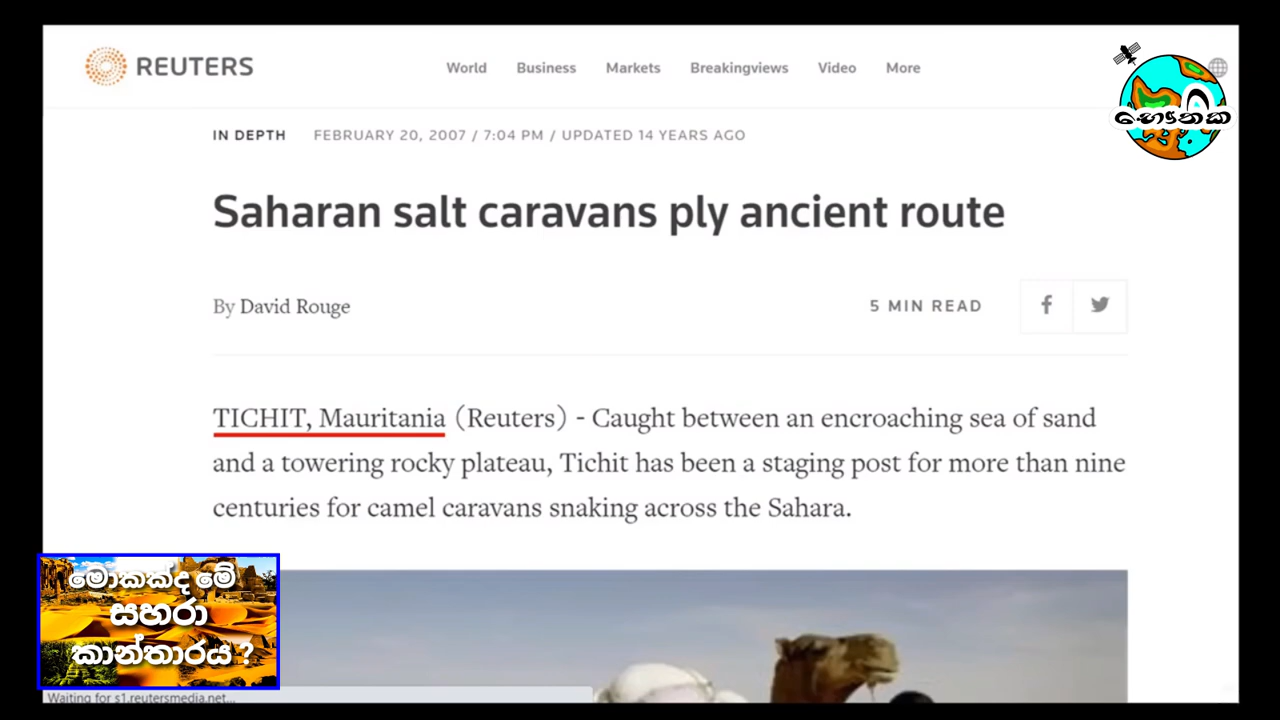 REUTERS
World Business Markets Breakingviews Video More
භෞතික
IN DEPTH FEBRUARY 20, 2007 / 7:04 PM / UPDATED 14 YEARS AGO
Saharan salt caravans ply ancient route
By David Rouge
5 MIN READ
TICHIT, Mauritania (Reuters) - Caught between an encroaching sea of sand
and a towering rocky plateau, Tichit has been a staging post for more than nine
centuries for camel caravans snaking across the Sahara.
මොකක්ද මේ
සහරා
කාන්තාරය ?
Waiting for s1.reutersmedia.net...